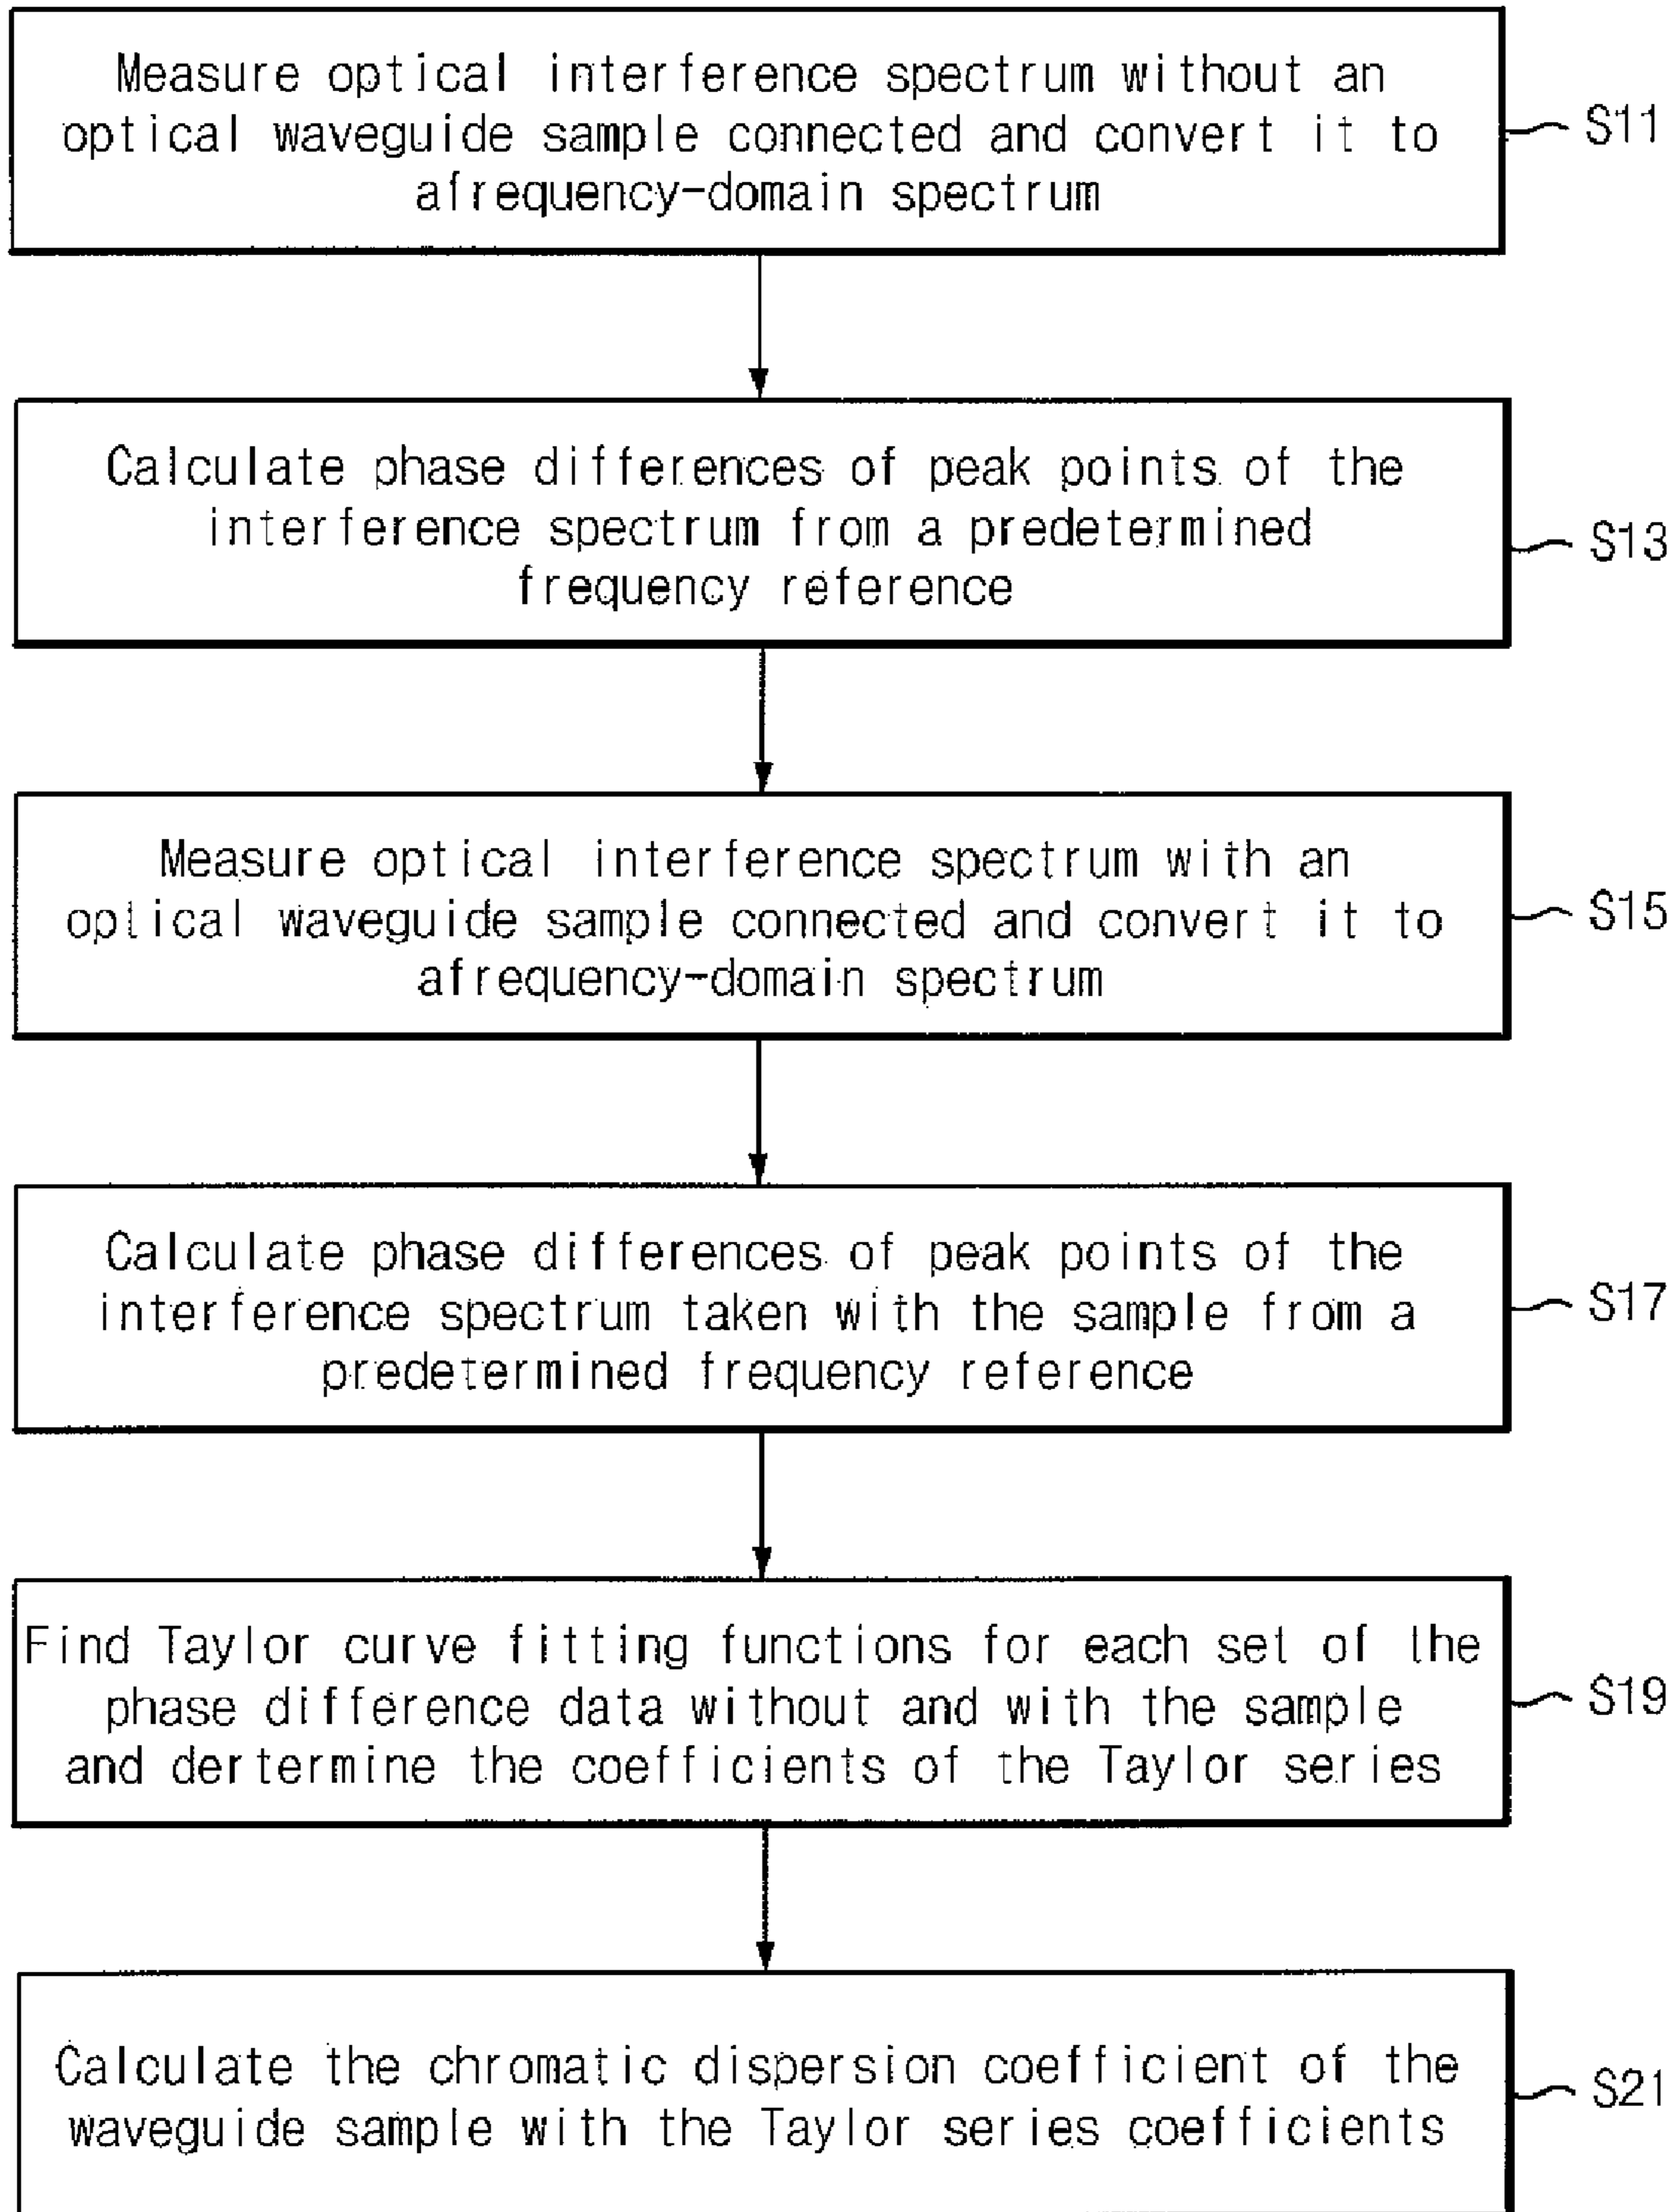 Measure optical interference spectrum without an
optical waveguide sample connected and convert it to
afrequency-domain spectrum
S11
Calculate phase differences of peak points of the
interference spectrum from a predetermined
frequency reference
S13
Measure optical interference spectrum with an
optical waveguide sample connected and convert it to
afrequency-domain spectrum
S15
Calculate phase differences of peak points of the
interference spectrum taken with the sample from a
predetermined frequency reference
S17
Find Taylor curve fitting functions for each set of the
phase difference data without and with the sample
and dertermine the coefficients of the Taylor series
S19
Calculate the chromatic dispersion coefficient of the
waveguide sample with the Taylor series coefficients
S21